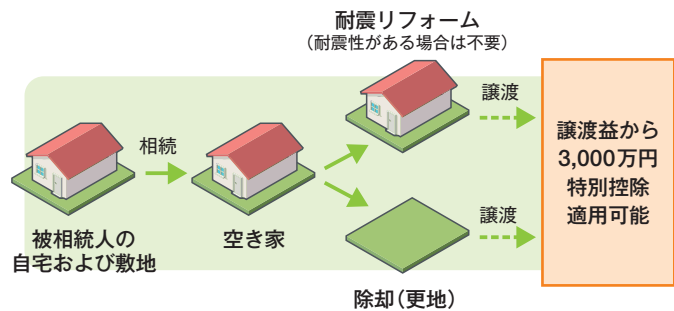 耐震リフォーム
（耐震性がある場合は不要）
譲渡
相続
被相続人の
自宅および敷地
空き家
譲渡
除却（更地）
譲渡益から
3,000万円
特別控除
適用可能